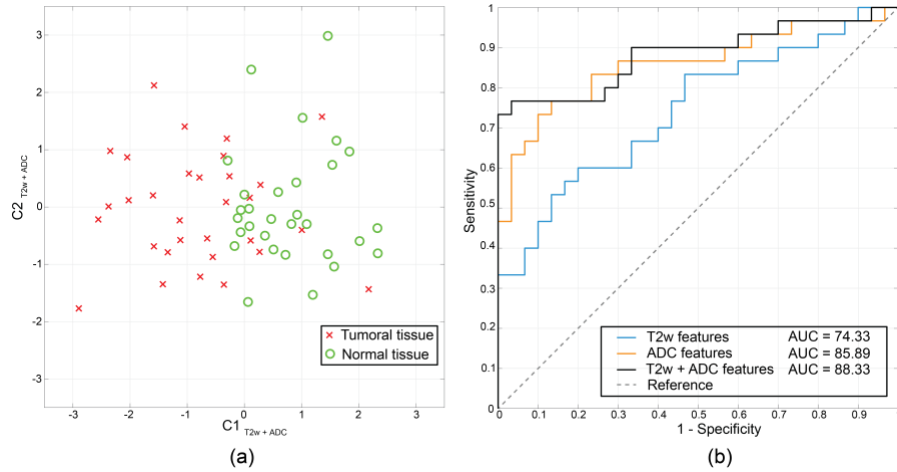 3
2
1
0
-1
-2
-3
C2 T2w + ADC
-3 -2 -1 0 1 2 3
C1 T2w + ADC
× Tumoral tissue
Normal tissue
(a)
1
0.9
0.8
0.7
0.6
0.5
0.4
0.3
0.2
0.1
0
Sensitivity
0.1 0.2 0.3 0.4 0.5 0.6 0.7 0.8 0.9
1 - Specificity
T2w features AUC = 74.33
ADC features AUC = 85.89
T2w + ADC features AUC = 88.33
Reference
(b)